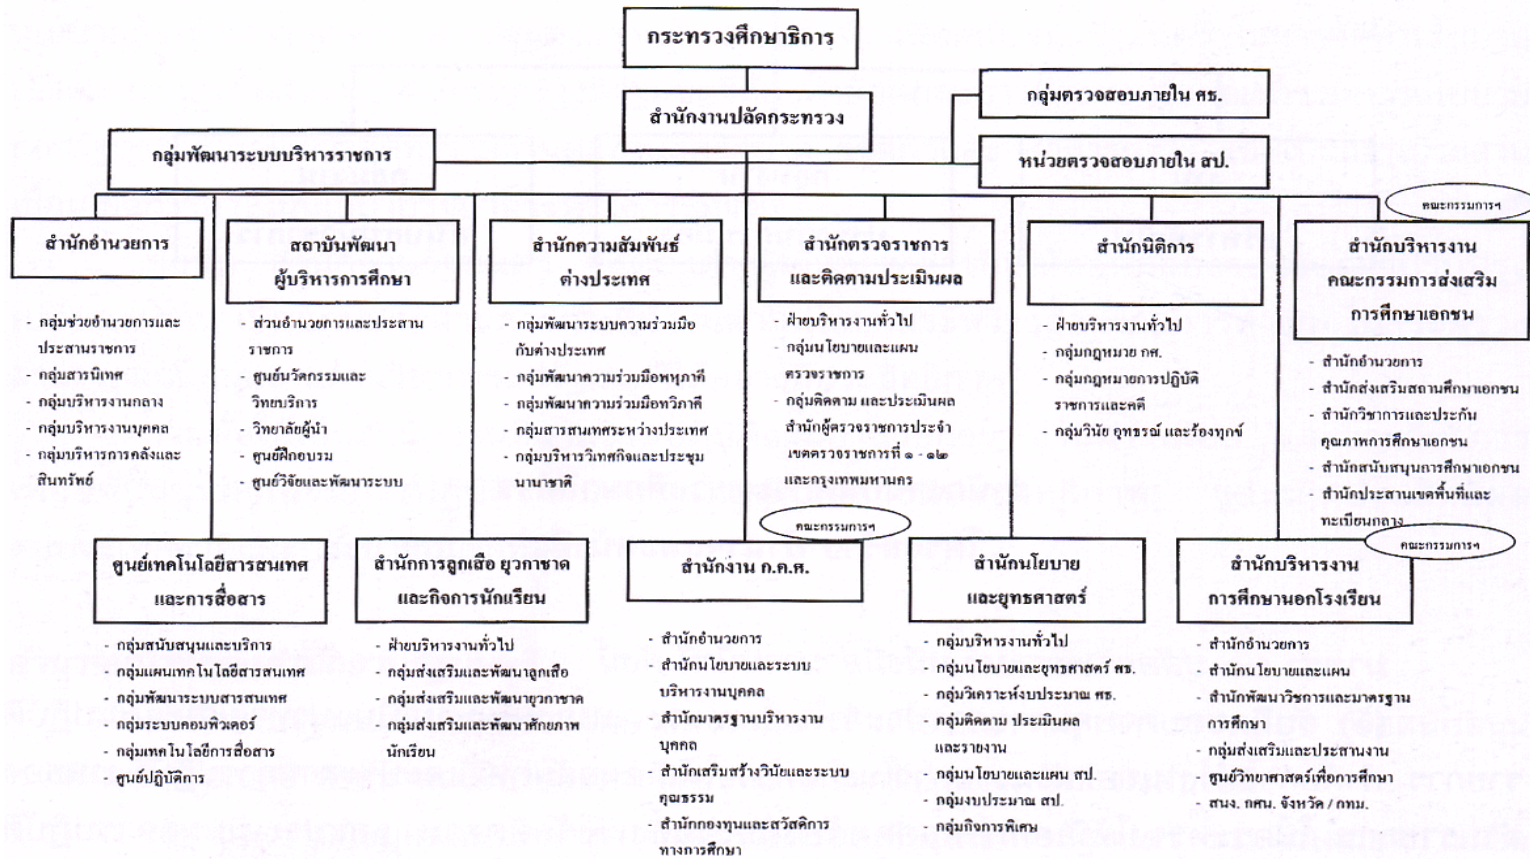 กระทรวงศึกษาธิการ
สำนักงานปลัดกระทรวง
กลุ่มตรวจสอบภายใน ศธ.
หน่วยตรวจสอบภายใน สป.
กลุ่มพัฒนาระบบบริหารราชการ
สำนักอำนวยการ
- กลุ่มช่วยอำนวยการและ
ประสานราชการ
- กลุ่มสารนิเทศ
- กลุ่มบริหารงานกลาง
- กลุ่มบริหารงานบุคคล
- กลุ่มบริหารการคลังและ
สินทรัพย์
สถาบันพัฒนา
ผู้บริหารการศึกษา
- ส่วนอำนวยการและประสาน
ราชการ
- ศูนย์นวัตกรรมและ
วิทยบริการ
- วิทยาลัยผู้นำ
- ศูนย์ฝึกอบรม
- ศูนย์วิจัยและพัฒนาระบบ
สำนักความสัมพันธ์
ต่างประเทศ
- กลุ่มพัฒนาระบบความร่วมมือ
กับต่างประเทศ
- กลุ่มพัฒนาความร่วมมือพหุภาคี
- กลุ่มพัฒนาความร่วมมือทวิภาคี
- กลุ่มสารสนเทศระหว่างประเทศ
- กลุ่มบริหารวิเทศกิจและประชุม
นานาชาติ
สำนักตรวจราชการ
และติดตามประเมินผล
- ฝ่ายบริหารงานทั่วไป
- กลุ่มนโยบายและแผน
ตรวจราชการ
- กลุ่มติดตาม และประเมินผล
สำนักผู้ตรวจราชการประจำ
เขตตรวจราชการที่ ๑ - ๑๒
และกรุงเทพมหานคร
สำนักนิติการ
- ฝ่ายบริหารงานทั่วไป
- กลุ่มกฎหมาย กศ.
- กลุ่มกฎหมายการปฏิบัติ
ราชการและคดี
- กลุ่มวินัย อุทธรณ์ และร้องทุกข์
คณะกรรมการฯ
สำนักบริหารงาน
คณะกรรมการส่งเสริม
การศึกษาเอกชน
- สำนักอำนวยการ
- สำนักส่งเสริมสถานศึกษาเอกชน
- สำนักวิชาการและประกัน
คุณภาพการศึกษาเอกชน
- สำนักสนับสนุนการศึกษาเอกชน
- สำนักประสานเขตพื้นที่และ
ทะเบียนกลาง
ศูนย์เทคโนโลยีสารสนเทศ
และการสื่อสาร
- กลุ่มสนับสนุนและบริการ
- กลุ่มแผนเทคโนโลยีสารสนเทศ
- กลุ่มพัฒนาระบบสารสนเทศ
- กลุ่มระบบคอมพิวเตอร์
- กลุ่มเทคโนโลยีการสื่อสาร
- ศูนย์ปฏิบัติการ
สำนักการลูกเสือ ยุวกาชาด
และกิจการนักเรียน
ฝ่ายบริหารงานทั่วไป
- กลุ่มส่งเสริมและพัฒนาลูกเสือ
- กลุ่มส่งเสริมและพัฒนายุวกาชาด
- กลุ่มส่งเสริมและพัฒนาศักยภาพ
นักเรียน
คณะกรรมการฯ
สำนักงาน ก.ค.ศ.
- สำนักอำนวยการ
- สำนักนโยบายและระบบ
บริหารงานบุคคล
- สำนักมาตรฐานบริหารงาน
บุคคล
- สำนักเสริมสร้างวินัยและระบบ
คุณธรรม
- สำนักกองทุนและสวัสดิการ
ทางการศึกษา
สำนักนโยบาย
และยุทธศาสตร์
- กลุ่มบริหารงานทั่วไป
- กลุ่มนโยบายและยุทธศาสตร์ ศธ.
- กลุ่มวิเคราะห์งบประมาณ ศธ.
- กลุ่มติดตาม ประเมินผล
และรายงาน
- กลุ่มนโยบายและแผน สป.
- กลุ่มงบประมาณ สป.
- กลุ่มกิจการพิเศษ
คณะกรรมการฯ
สำนักบริหารงาน
การศึกษานอกโรงเรียน
- สำนักอำนวยการ
- สำนักนโยบายและแผน
- สำนักพัฒนาวิชการและมาตรฐาน
การศึกษา
- กลุ่มส่งเสริมและประสานงาน
- ศูนย์วิทยาศาสตร์เพื่อการศึกษา
- สนง. กศน. จังหวัด / กทม.